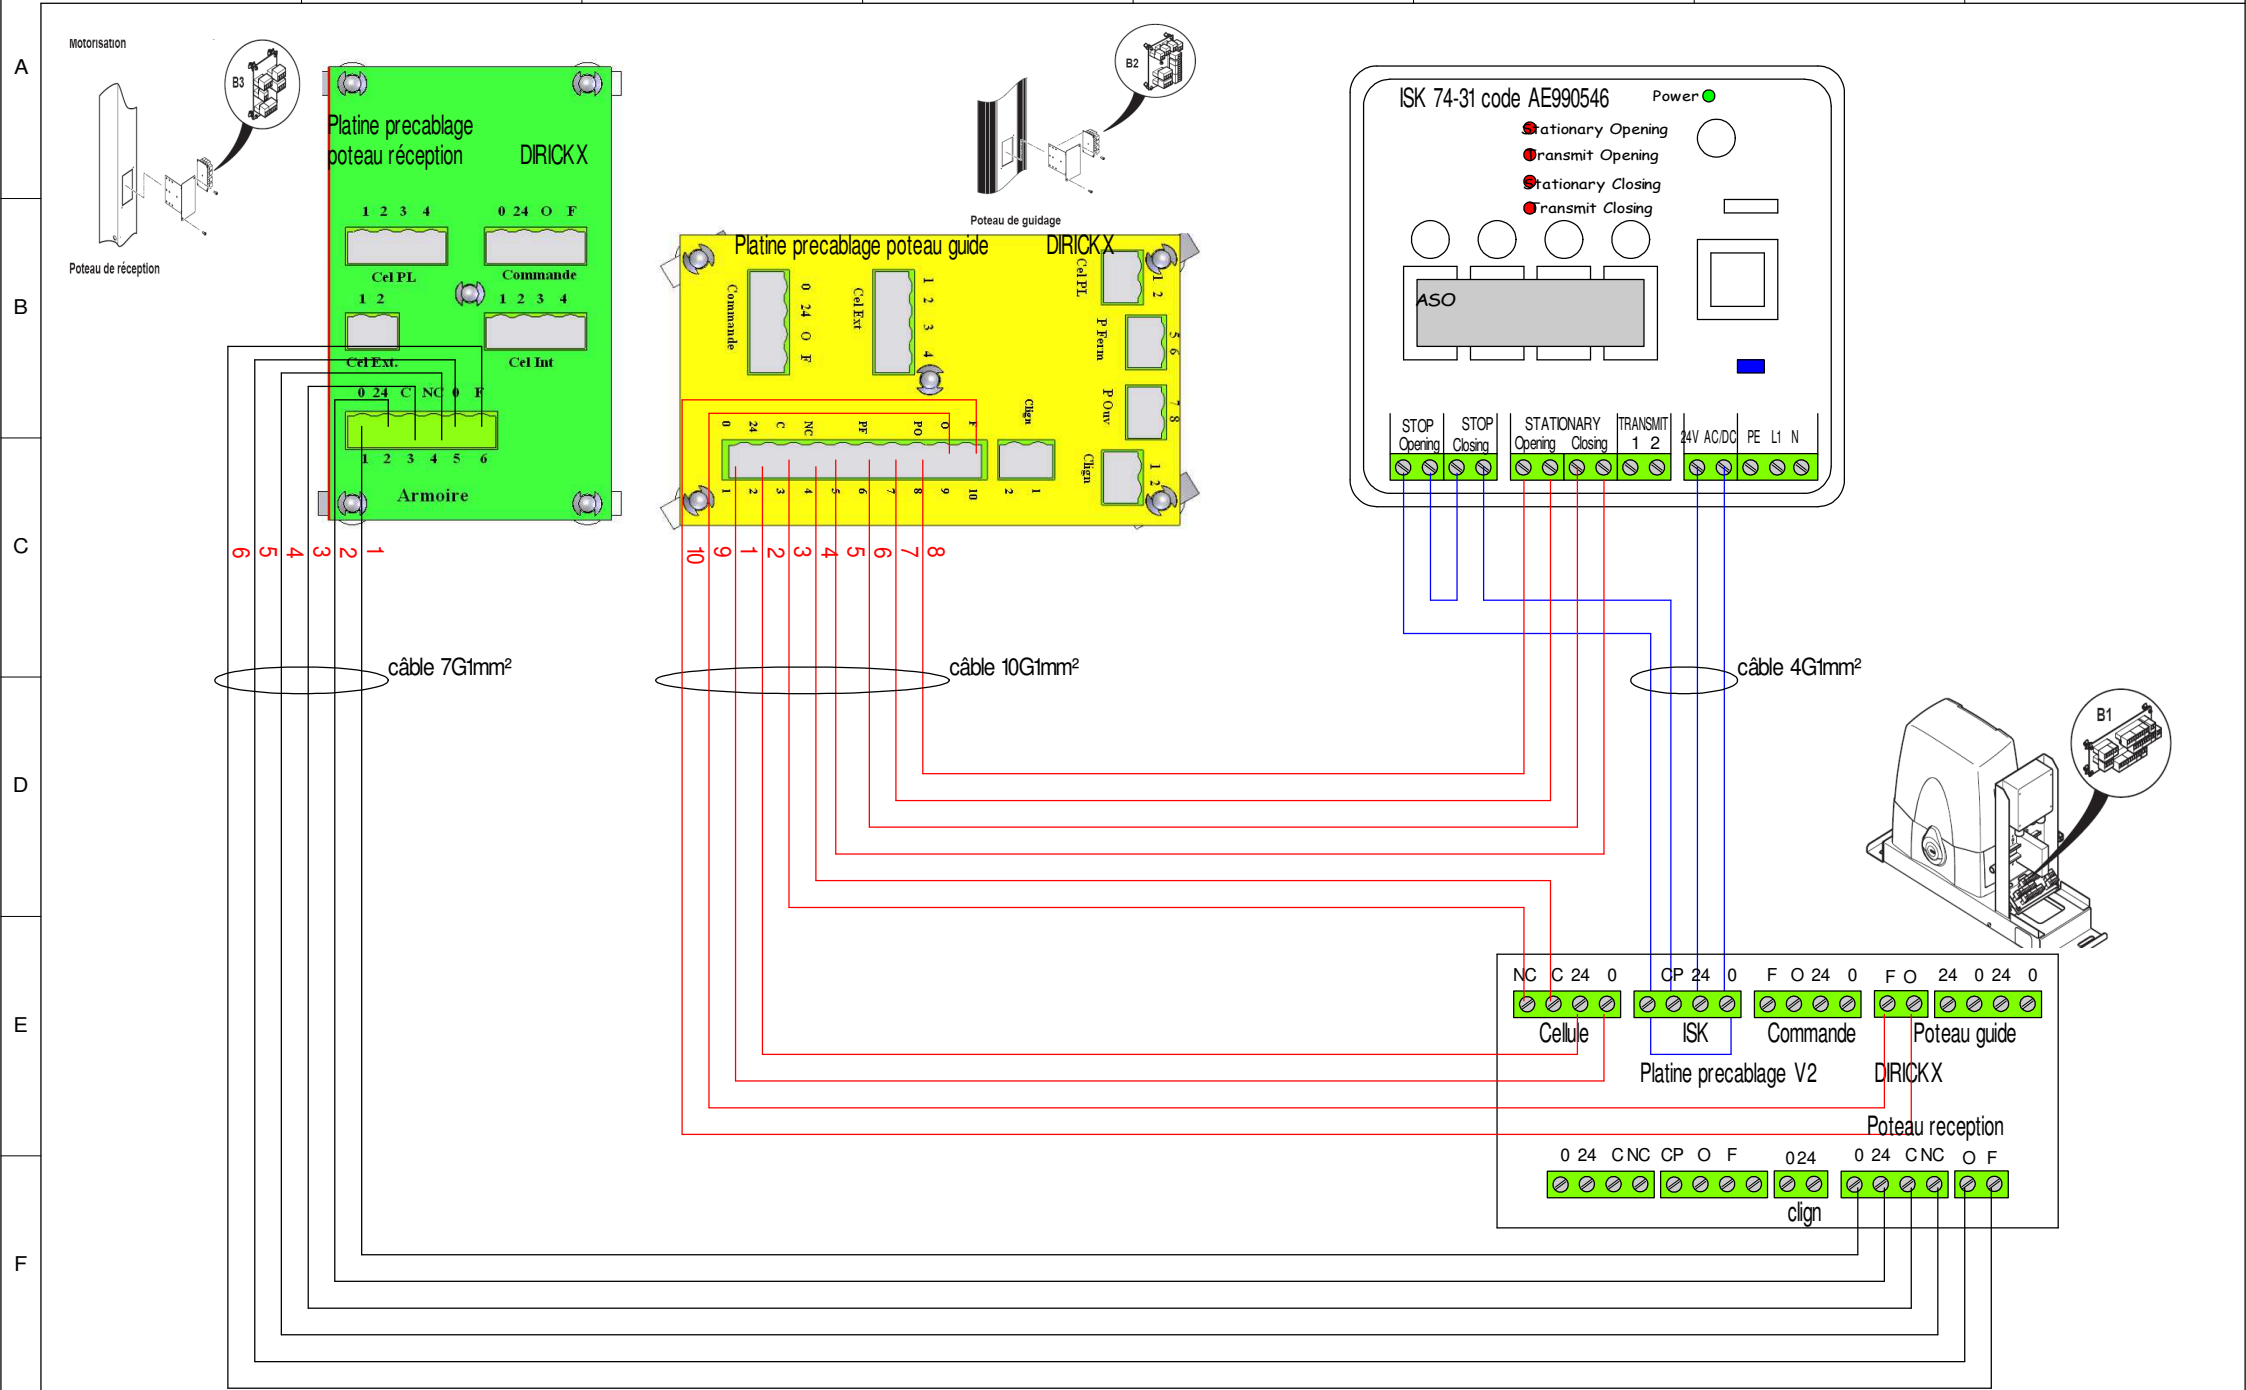 A
B
C
D
E
F
Motorisation
B3
Poteau de réception
Platine precablage
poteau réception DIRICKX
1 2 3 4
0 24 O F
Cel PL
Commande
1 2
1 2 3 4
Cel Ext.
Cel Int
0 24 C NC 0 F
1 2 3 4 5 6
Armoire
6 5 4 3 2 1
câble 7G1mm²
B2
Poteau de guidage
Platine precablage poteau guide DIRICKX
Commande
0 24 O F
Cel Ext
1 2 3 4
Cel PL
1 2
P Ferm
5 6
P Ouv
7 8
Clign
1 2
Clign
2 1
0 24 C NC PF PO O F
1 2 3 4 5 6 7 8 9 10
10 9 1 2 3 4 5 6 7 8
câble 10G1mm²
ISK 74-31 code AE990546
Power
Stationary Opening
Transmit Opening
Stationary Closing
Transmit Closing
ASO
STOP Opening
STOP Closing
STATIONARY
Opening Closing
TRANSMIT
1 2
24V AC/DC PE L1 N
câble 4G1mm²
B1
NC C 24 0
CP 24 0
F O 24 0
F O
24 0 24 0
Cellule
ISK
Commande
Poteau guide
Platine precablage V2 DIRICKX
Poteau reception
0 24 C NC CP O F
0 24
0 24 C NC O F
clign